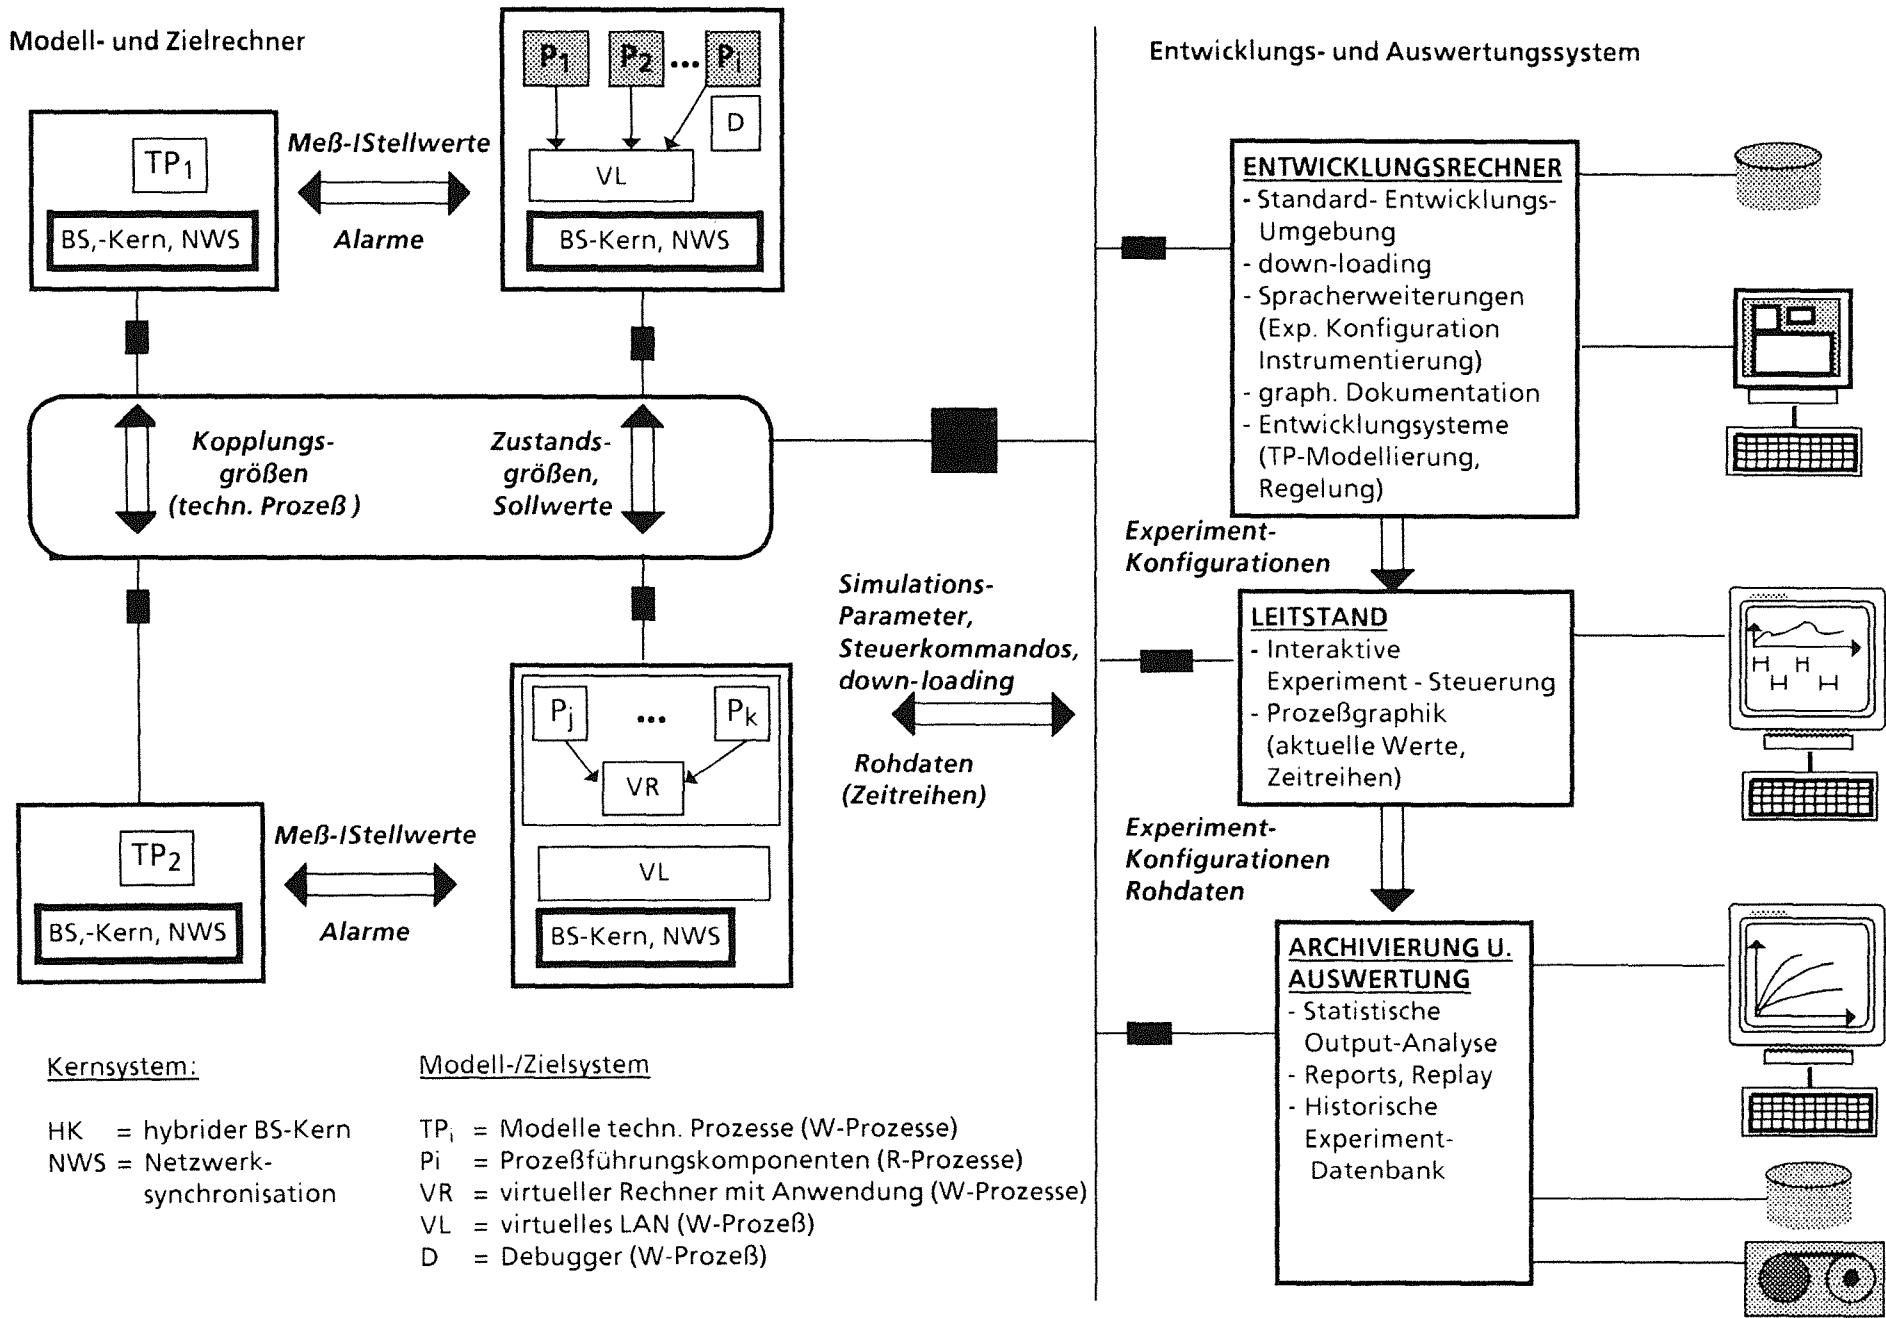 Modell- und Zielrechner
TP1
BS,-Kern, NWS
Meß-/Stellwerte
Alarme
P1 P2 ... Pi
D
VL
BS-Kern, NWS
Kopplungs-
größen
(techn. Prozeß)
Zustands-
größen,
Sollwerte
TP2
BS,-Kern, NWS
Meß-/Stellwerte
Alarme
Pj ... Pk
VR
VL
BS-Kern, NWS
Simulations-
Parameter,
Steuerkommandos,
down-loading
Rohdaten
(Zeitreihen)
Kernsystem:
HK = hybrider BS-Kern
NWS = Netzwerk-
synchronisation
Modell-/Zielsystem
TPi = Modelle techn. Prozesse (W-Prozesse)
Pi = Prozeßführungskomponenten (R-Prozesse)
VR = virtueller Rechner mit Anwendung (W-Prozesse)
VL = virtuelles LAN (W-Prozeß)
D = Debugger (W-Prozeß)
Entwicklungs- und Auswertungssystem
ENTWICKLUNGSRECHNER
- Standard- Entwicklungs-
Umgebung
- down-loading
- Spracherweiterungen
(Exp. Konfiguration
Instrumentierung)
- graph. Dokumentation
- Entwicklungsysteme
(TP-Modellierung,
Regelung)
Experiment-
Konfigurationen
LEITSTAND
- Interaktive
Experiment - Steuerung
- Prozeßgraphik
(aktuelle Werte,
Zeitreihen)
Experiment-
Konfigurationen
Rohdaten
ARCHIVIERUNG U.
AUSWERTUNG
- Statistische
Output-Analyse
- Reports, Replay
- Historische
Experiment-
Datenbank